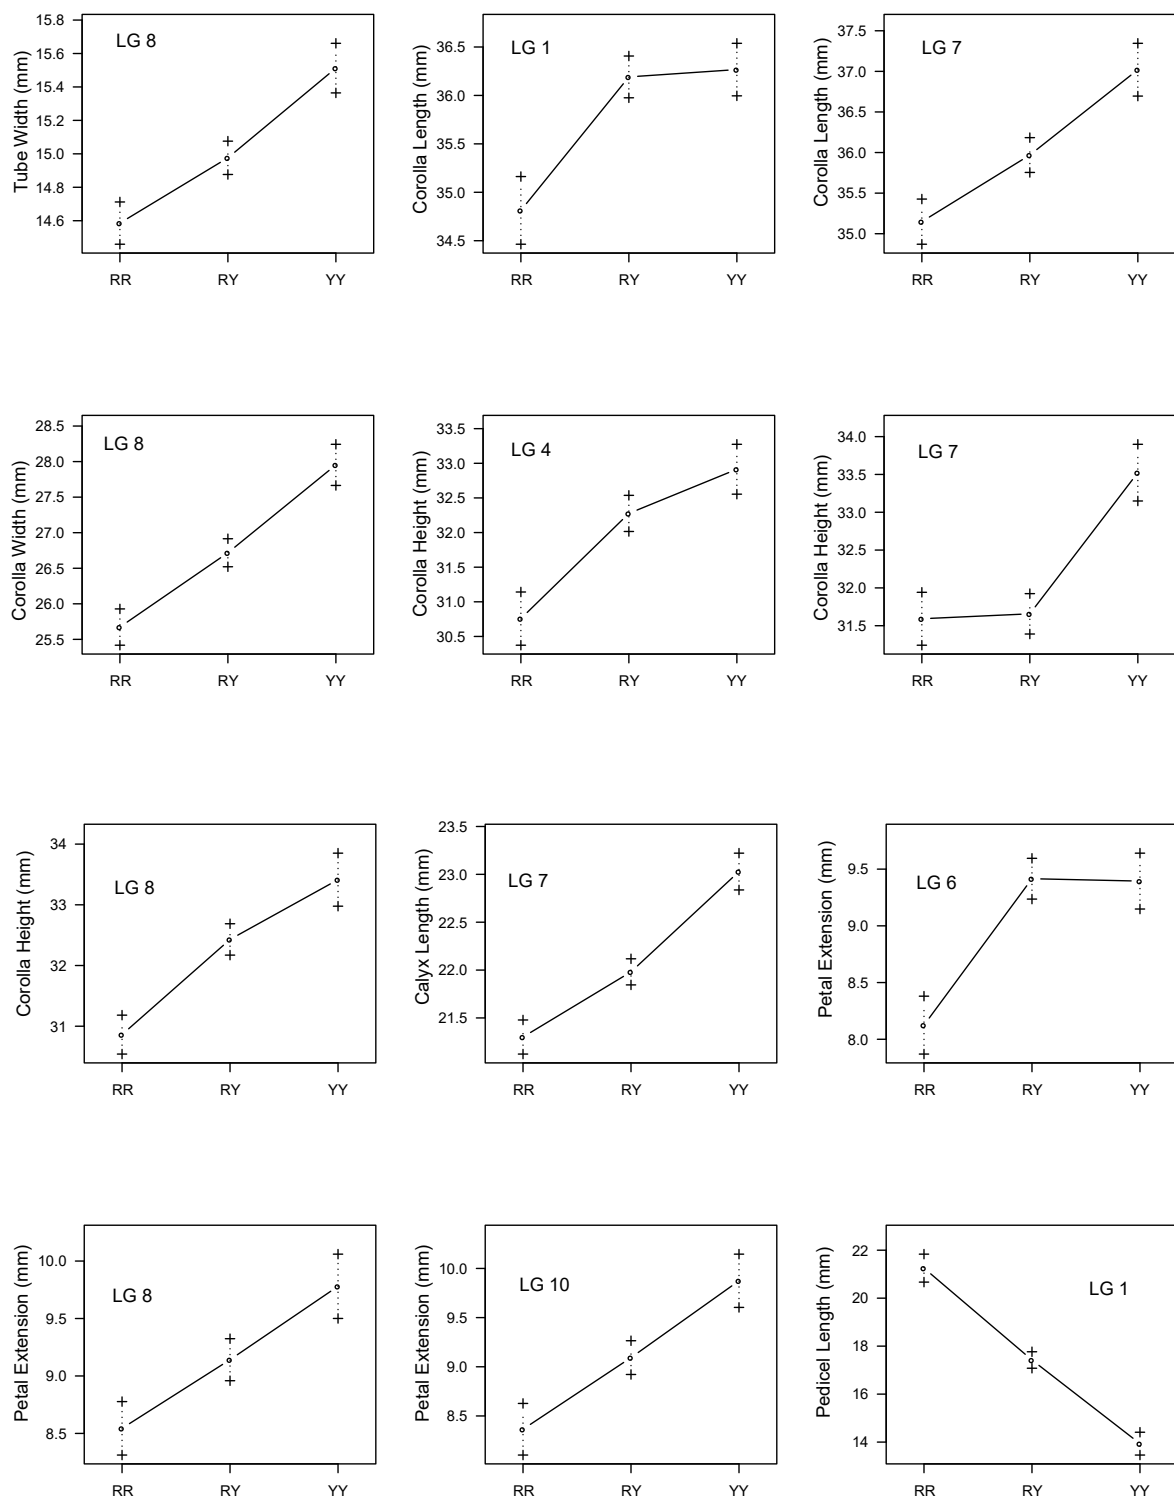 Tube Width (mm)
15.8
15.6
15.4
15.2
15.0
14.8
14.6
LG 8
RR RY YY
Corolla Length (mm)
36.5
36.0
35.5
35.0
34.5
LG 1
RR RY YY
Corolla Length (mm)
37.5
37.0
36.5
36.0
35.5
35.0
LG 7
RR RY YY
Corolla Width (mm)
28.5
28.0
27.5
26.0
26.5
26.0
25.5
LG 8
RR RY YY
Corolla Height (mm)
33.5
33.0
32.5
32.0
31.0
31.0
30.5
LG 4
RR RY YY
Corolla Height (mm)
34.0
33.5
33.0
32.5
32.0
31.5
LG 7
RR RY YY
Corolla Height (mm)
34
33
32
31
LG 8
RR RY YY
Calyx Length (mm)
23.5
23.0
22.5
22.0
21.5
LG 7
RR RY YY
Petal Extension (mm)
9.5
9.0
8.5
8.0
LG 6
RR RY YY
Petal Extension (mm)
10.0
9.5
9.0
8.5
LG 8
RR RY YY
Petal Extension (mm)
10.0
9.5
9.0
8.5
LG 10
RR RY YY
Pedicel Length (mm)
22
20
18
16
14
LG 1
RR RY YY